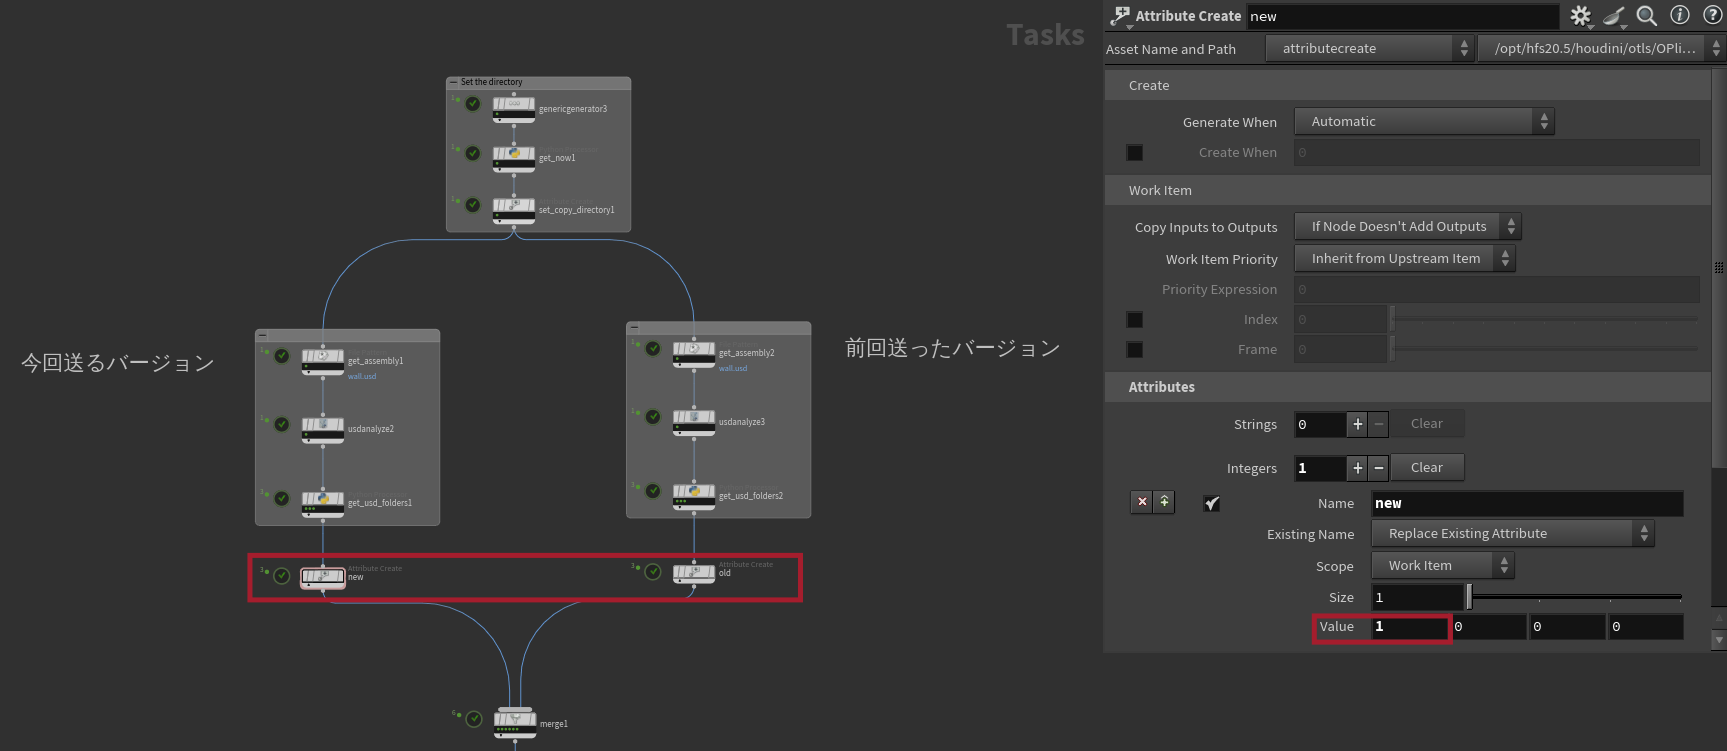 Tasks
Set the directory
genericgenerator3
get_now1
set_copy_directory1
今回送るバージョン
前回送ったバージョン
get_assembly1
wall.usd
usdanalyze2
get_usd_folders1
get_assembly2
wall.usd
usdanalyze3
get_usd_folders2
3
Attribute Create
new
3
Attribute Create
old
6
merge1
Attribute Create new
Asset Name and Path attributecreate /opt/hfs20.5/houdini/otls/OPli...
Create
Generate When Automatic
Create When 0
Work Item
Copy Inputs to Outputs If Node Doesn't Add Outputs
Work Item Priority Inherit from Upstream Item
Priority Expression 0
Index 0
Frame 0
Attributes
Strings 0 + − Clear
Integers 1 + − Clear
Name new
Existing Name Replace Existing Attribute
Scope Work Item
Size 1
Value 1 0 0 0